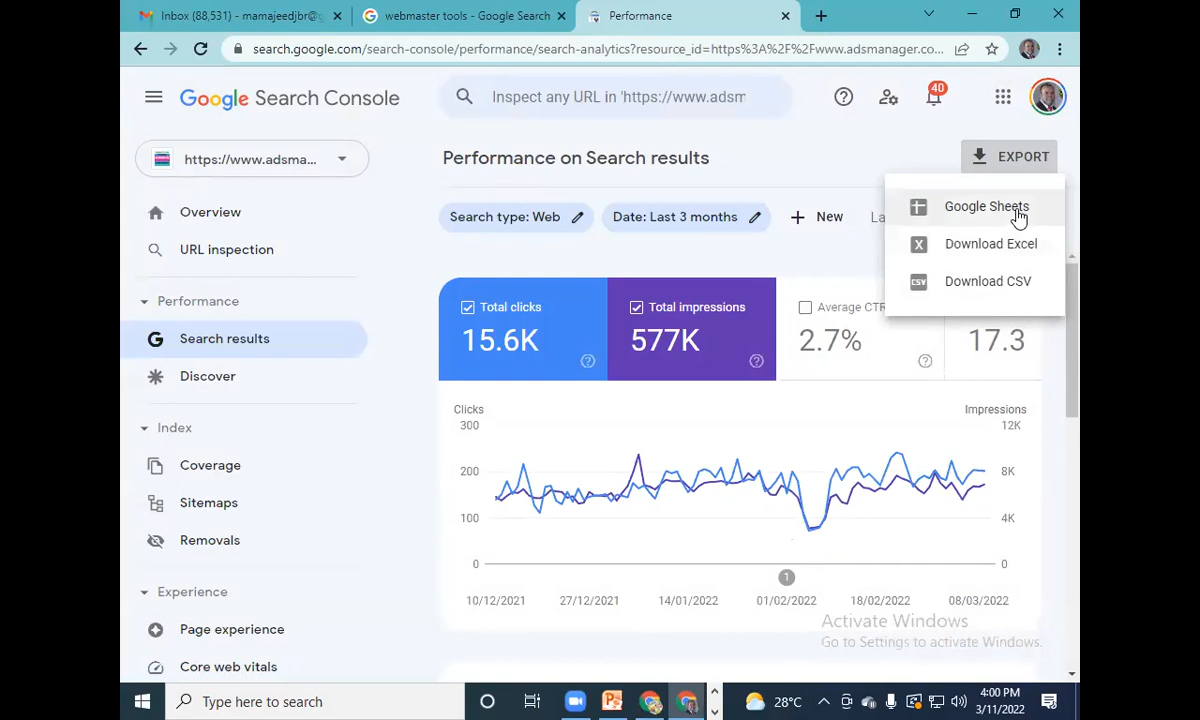 Inbox (88,531) - mamajeedjbr@g
webmaster tools - Google Search
Performance
search.google.com/search-console/performance/search-analytics?resource_id=https%3A%2F%2Fwww.adsmanager.co...
Google Search Console
Inspect any URL in 'https://www.adsm
40
https://www.adsma...
Performance on Search results
EXPORT
Google Sheets
Download Excel
CSV Download CSV
Search type: Web
Date: Last 3 months
New
La
Overview
URL inspection
Performance
Search results
Discover
Index
Coverage
Sitemaps
Removals
Experience
Page experience
Core web vitals
Total clicks
15.6K
Total impressions
577K
Average CTR
2.7%
17.3
Clicks
Impressions
300
12K
200
8K
100
4K
0
0
1
10/12/2021
27/12/2021
14/01/2022
01/02/2022
18/02/2022
08/03/2022
Activate Windows
Go to Settings to activate Windows.
Type here to search
28°C
4:00 PM
3/11/2022